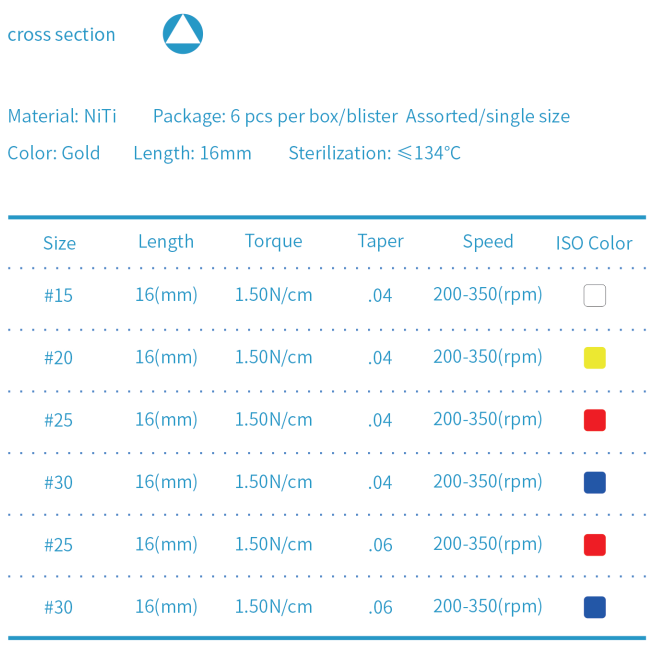 cross section
Material: NiTi Package: 6 pcs per box/blister Assorted/single size
Color: Gold Length: 16mm Sterilization: ≤134℃
Size Length Torque Taper Speed ISO Color
#15 16(mm) 1.50N/cm .04 200-350(rpm)
#20 16(mm) 1.50N/cm .04 200-350(rpm)
#25 16(mm) 1.50N/cm .04 200-350(rpm)
#30 16(mm) 1.50N/cm .04 200-350(rpm)
#25 16(mm) 1.50N/cm .06 200-350(rpm)
#30 16(mm) 1.50N/cm .06 200-350(rpm)